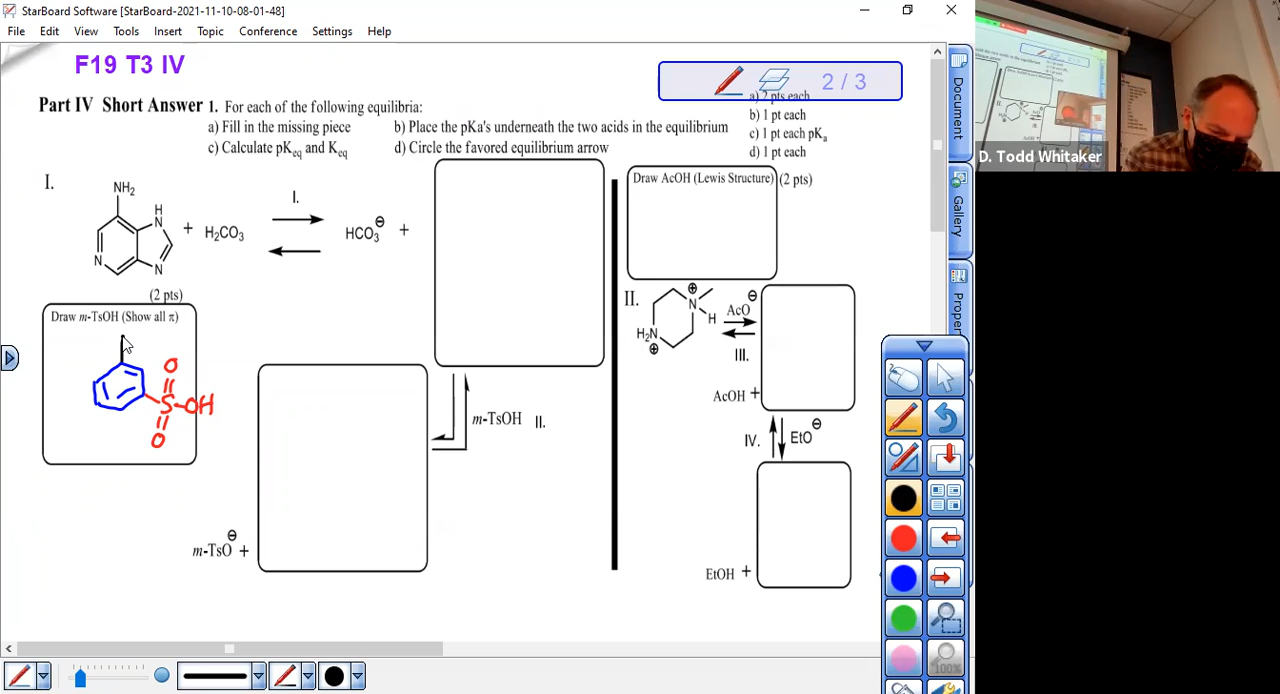 StarBoard Software [StarBoard-2021-11-10-08-01-48]
File Edit View Tools Insert Topic Conference Settings Help
F19 T3 IV
2 / 3
Part IV Short Answer 1. For each of the following equilibria:
a) Fill in the missing piece
b) Place the pKa's underneath the two acids in the equilibrium
c) Calculate pKeq and Keq
d) Circle the favored equilibrium arrow
a) 2 pts each
b) 1 pt each
c) 1 pt each pKa
d) 1 pt each
I.
NH2
H
N
N
N
+ H2CO3
I.
HCO3⊖ +
(2 pts)
Draw m-TsOH (Show all π)
O
S-OH
O
m-TsOH II.
m-TsO⊖ +
Draw AcOH (Lewis Structure) (2 pts)
II.
⊕
N
H
H2N
⊕
AcO⊖
III.
AcOH +
IV. EtO⊖
EtOH +
Document
Gallery
Proper
100%
D. Todd Whitaker